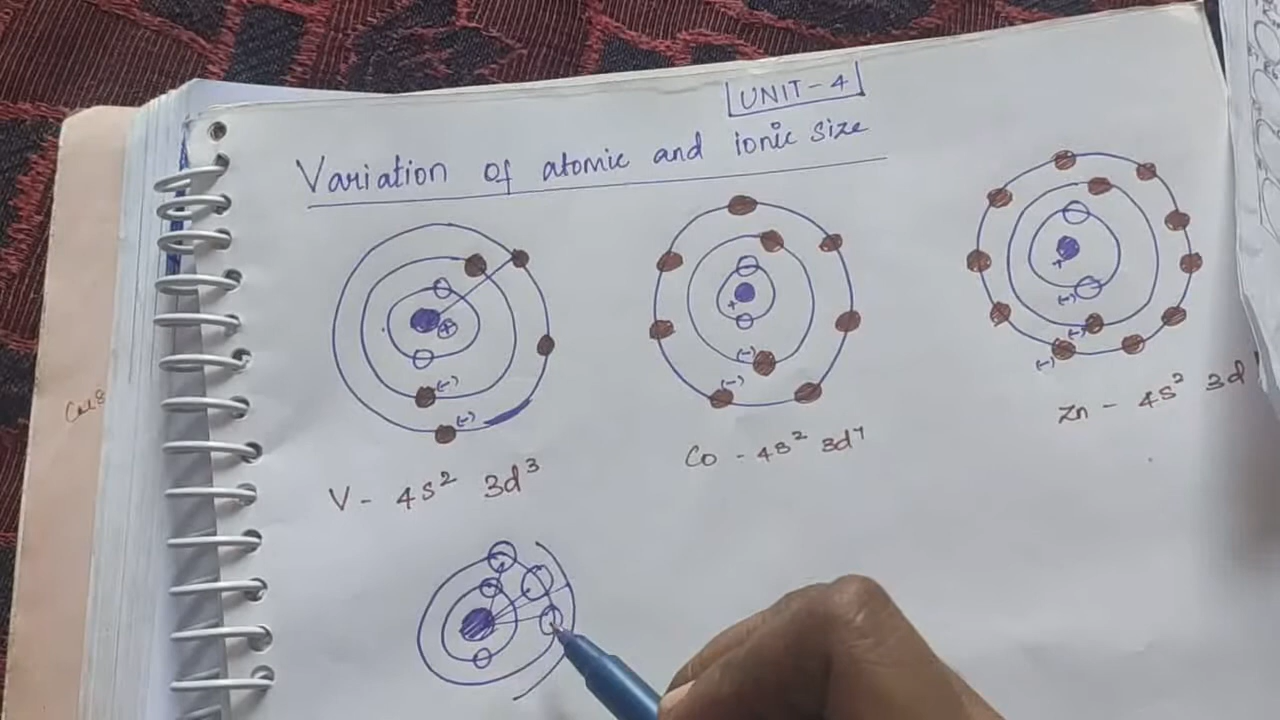 UNIT-4
Variation of atomic and ionic size
+
(-)
(-)
+
(-)
(-)
+
(-)
(-)
(-)
V - 4s² 3d³
Co - 4s² 3d⁷
Zn - 4s² 3d